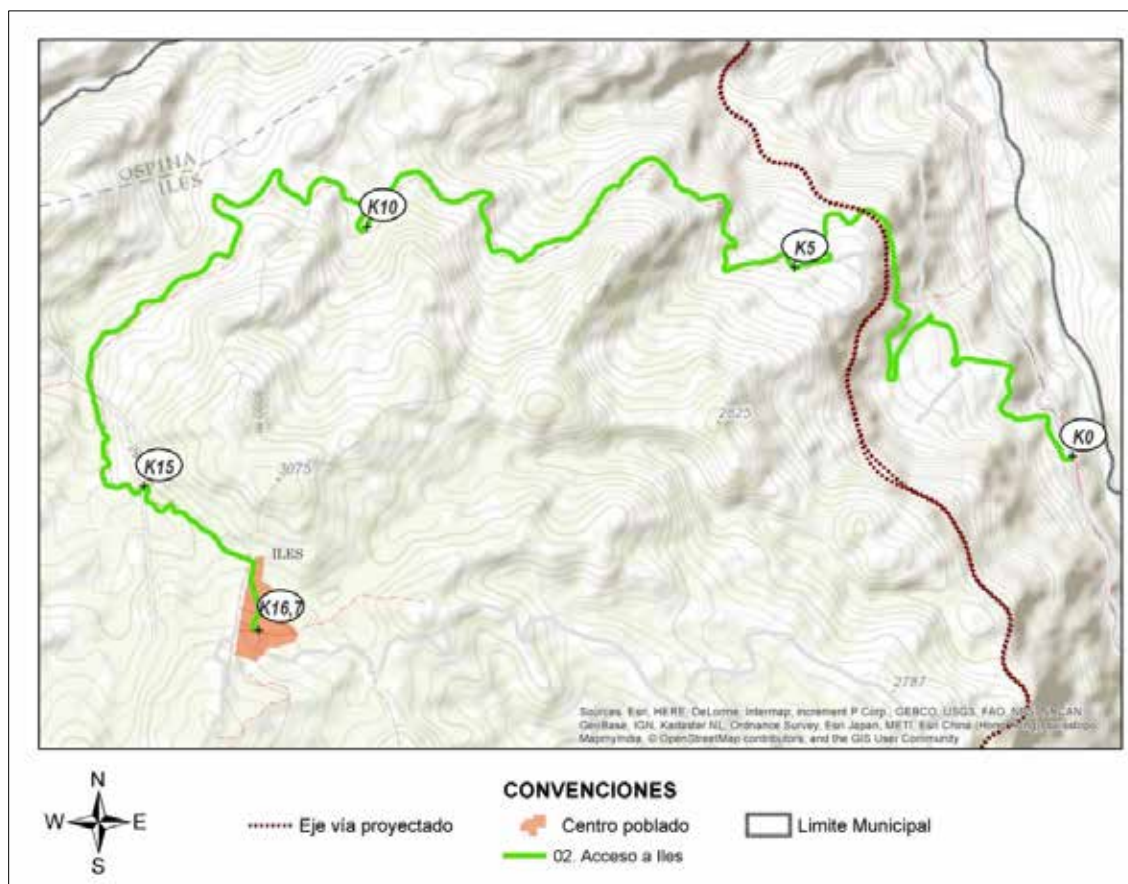 OSPINA
ILES
K10
K5
K0
2825
K15
3075
ILES
K16,7
2787
Sources: Esri, HERE, DeLorme, Intermap, increment P Corp., GEBCO, USGS, FAO,
GeoBase, IGN, Kadaster NL, Ordnance Survey, Esri Japan, METI, Esri China
MapmyIndia, © OpenStreetMap contributors, and the GIS User Community
CONVENCIONES
N
W E
S
Eje vía proyectado
Centro poblado
Limite Municipal
02. Acceso a Iles